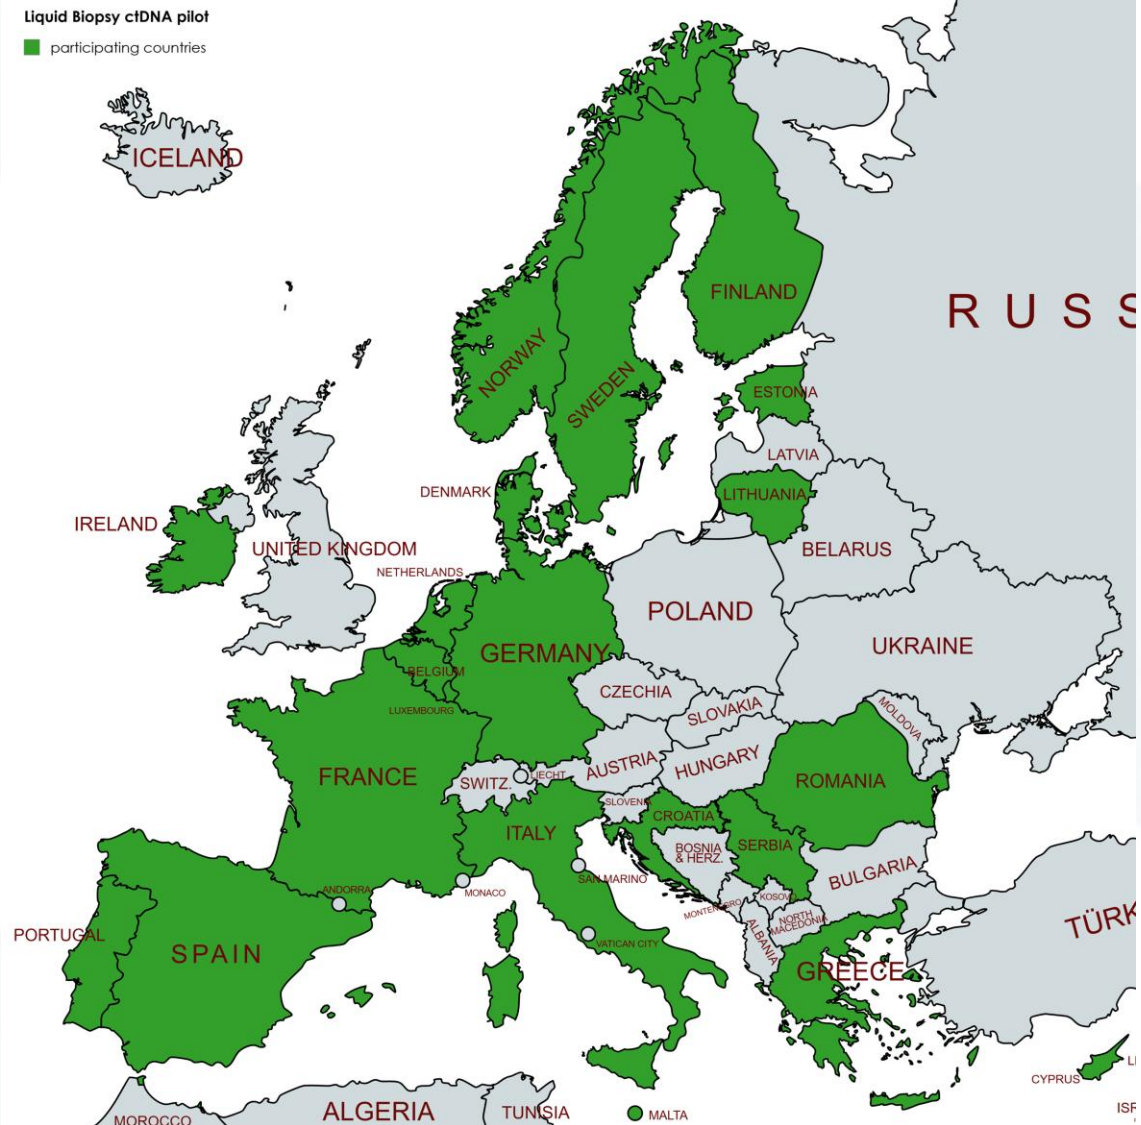 Liquid Biopsy ctDNA pilot
participating countries
ICELAND
RUSS
FINLAND
NORWAY
SWEDEN
ESTONIA
LATVIA
DENMARK
LITHUANIA
IRELAND
UNITED KINGDOM
BELARUS
NETHERLANDS
POLAND
GERMANY
UKRAINE
BELGIUM
CZECHIA
LUXEMBOURG
SLOVAKIA
MOLDOVA
AUSTRIA
HUNGARY
FRANCE
SWITZ.
LIECHT
ROMANIA
SLOVENIA
CROATIA
ITALY
BOSNIA
& HERZ.
SERBIA
BULGARIA
SAN MARINO
ANDORRA
MONACO
KOSOVO
MONTENEGRO
NORTH
MACEDONIA
TÜRK
PORTUGAL
SPAIN
VATICAN CITY
ALBANIA
GREECE
CYPRUS
LE
ISR
ALGERIA
TUNISIA
MALTA
MOROCCO